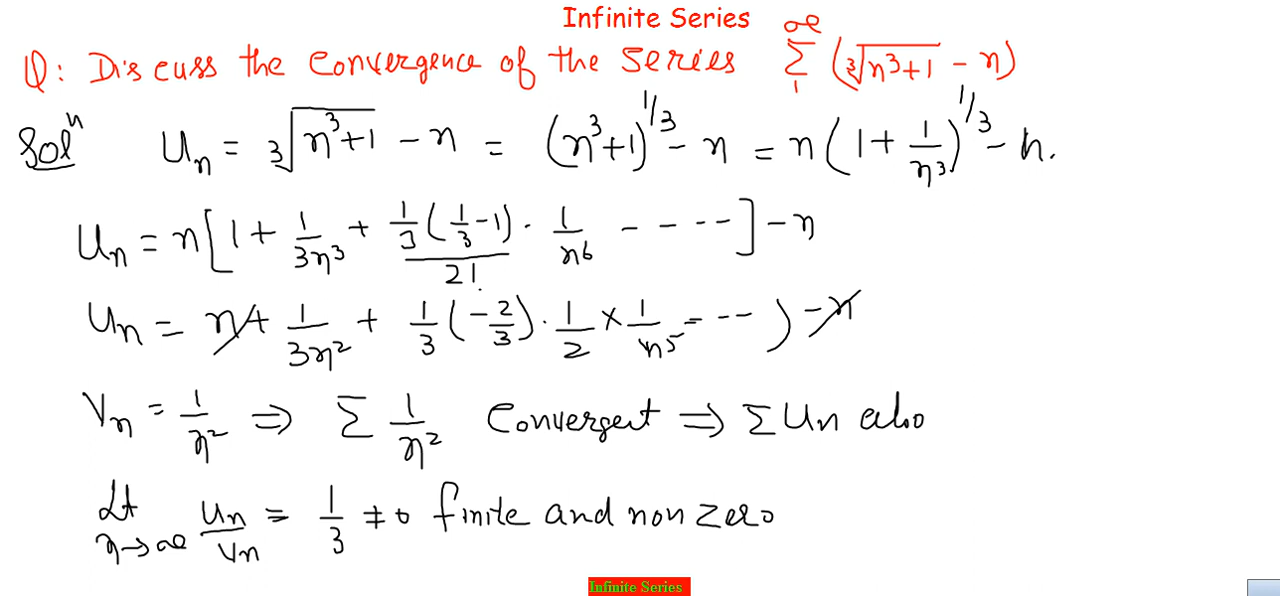 Infinite Series
Q: Discuss the convergence of the series ∑₁^∞ (∛(n³+1) - n)
Solⁿ Uₙ = ∛(n³+1) - n = (n³+1)^(1/3) - n = n(1 + 1/n³)^(1/3) - n.
Uₙ = n[1 + 1/(3n³) + (1/3(1/3 - 1))/2! · 1/n⁶ - - - - - -] - n
Uₙ = n + 1/(3n²) + 1/3(-2/3) · 1/2 × 1/n⁵ - - - - ) - n
Vₙ = 1/n² ⇒ ∑ 1/n² Convergent ⇒ ∑Uₙ also
Lt n→∞ Uₙ/Vₙ = 1/3 ≠ 0 finite and non zero
Infinite Series